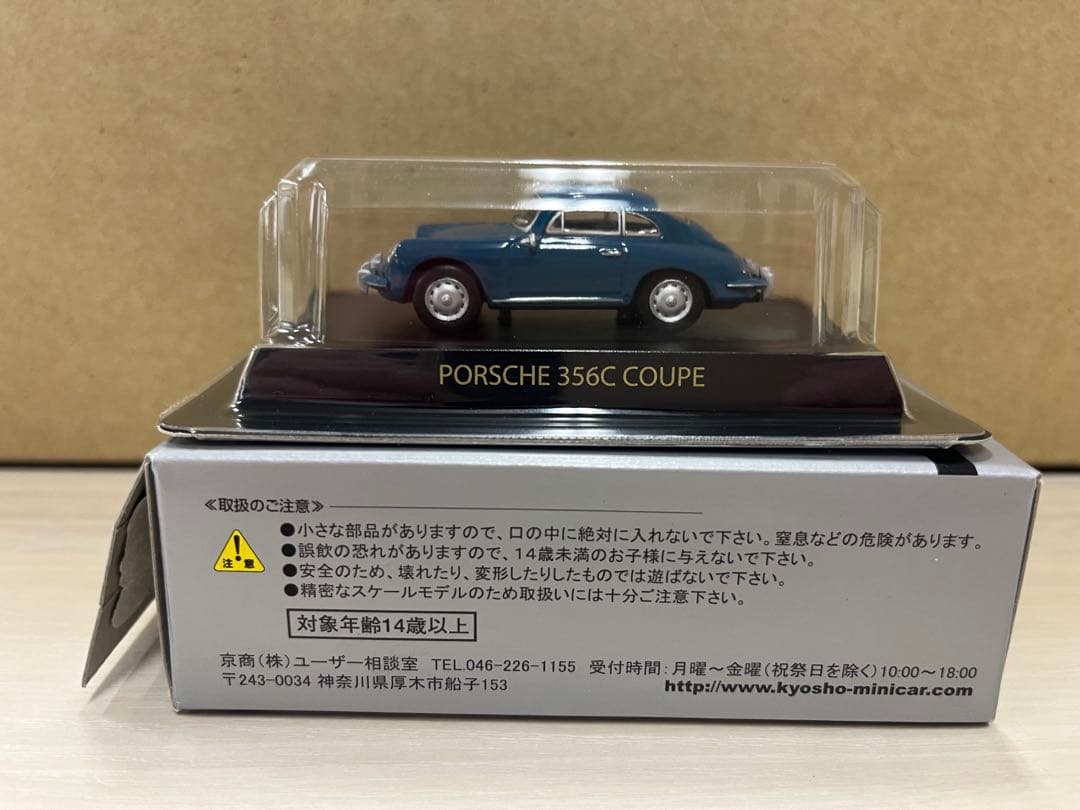 PORSCHE 356C COUPE
≪取扱のご注意≫
●小さな部品がありますので、口の中に絶対に入れないで下さい。窒息などの危険があります。
●誤飲の恐れがありますので、14歳未満のお子様に与えないで下さい。
●安全のため、壊れたり、変形したりしたものでは遊ばないで下さい。
●精密なスケールモデルのため取扱いには十分ご注意下さい。
注意
対象年齢14歳以上
京商(株)ユーザー相談室 TEL.046-226-1155 受付時間:月曜～金曜(祝祭日を除く)10:00～18:00
〒243-0034 神奈川県厚木市船子153
http://www.kyosho-minicar.com